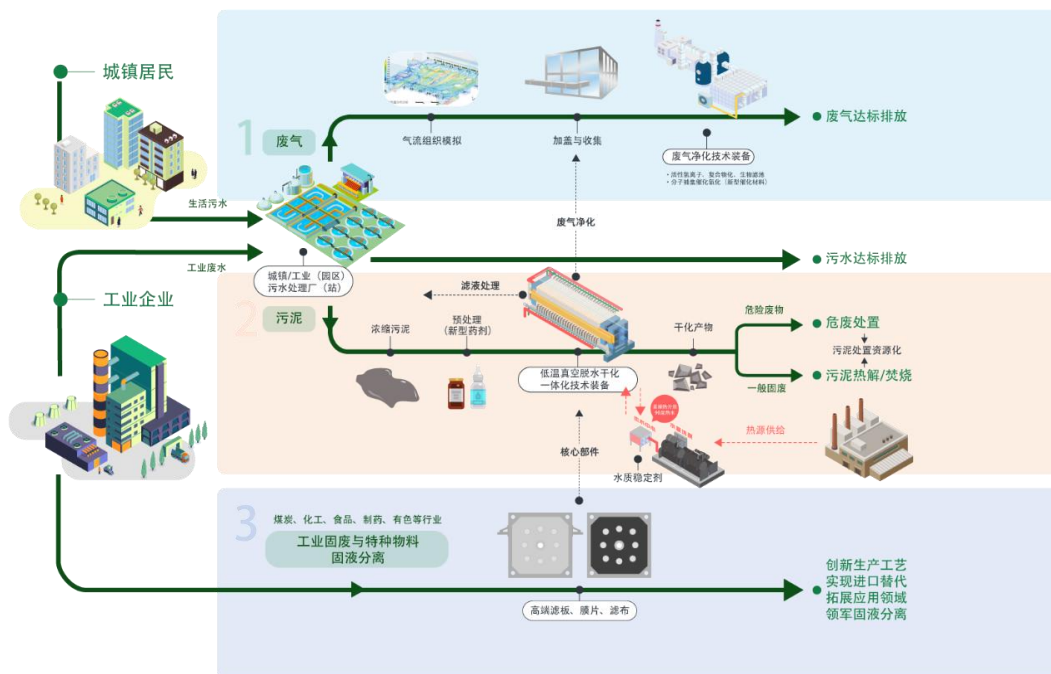 城镇居民
1
废气
气流组织模拟
加盖与收集
废气净化技术装备
废气达标排放
生活污水
废气净化
工业废水
城镇/工业（园区）
污水处理厂（站）
污水达标排放
工业企业
2
污泥
滤液处理
浓缩污泥
预处理
（新型药剂）
低温真空脱水干化
一体化技术装备
干化产物
危险废物
危废处置
污泥处置资源化
污泥热解/焚烧
一般固废
热源供给
水质稳定剂
核心部件
3
煤炭、化工、食品、制药、有色等行业
工业固废与特种物料
固液分离
高端滤板、膜片、滤布
创新生产工艺
实现进口替代
拓展应用领域
领军固液分离